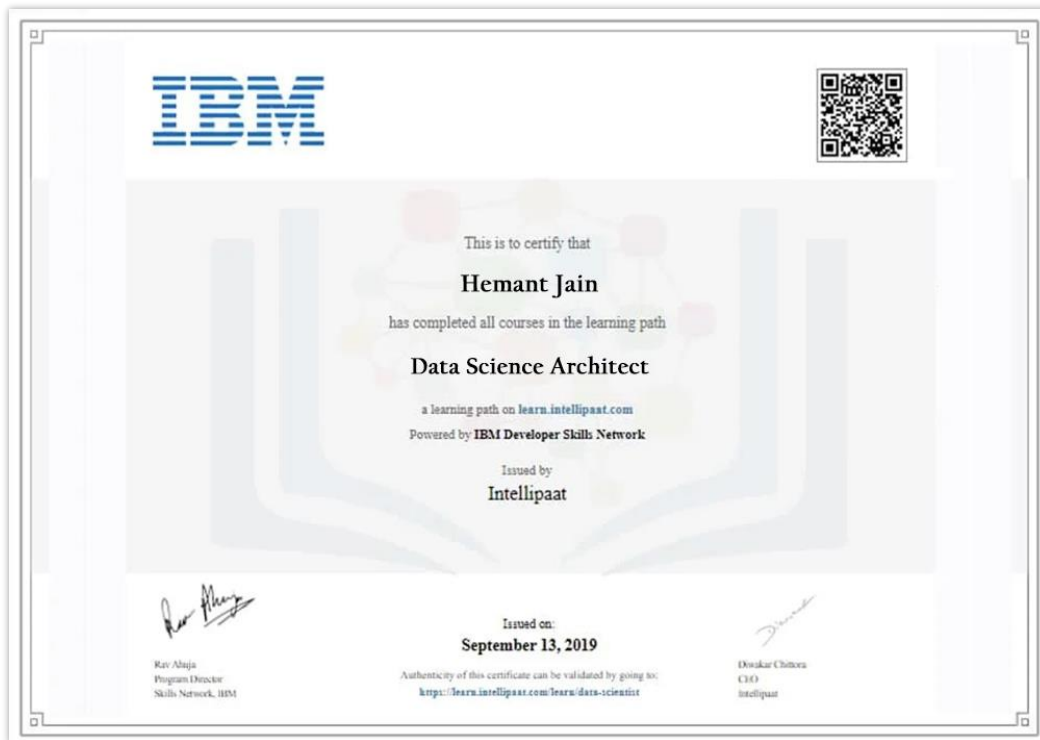 IBM
This is to certify that
Hemant Jain
has completed all courses in the learning path
Data Science Architect
a learning path on learn.intellipaat.com
Powered by IBM Developer Skills Network
Issued by
Intellipaat
Issued on:
September 13, 2019
Authenticity of this certificate can be validated by going to:
https://learn.intellipaat.com/learn/data-scientist
Rav Ahuja
Program Director
Skills Network, IBM
Diwakar Chittora
CEO
Intellipaat